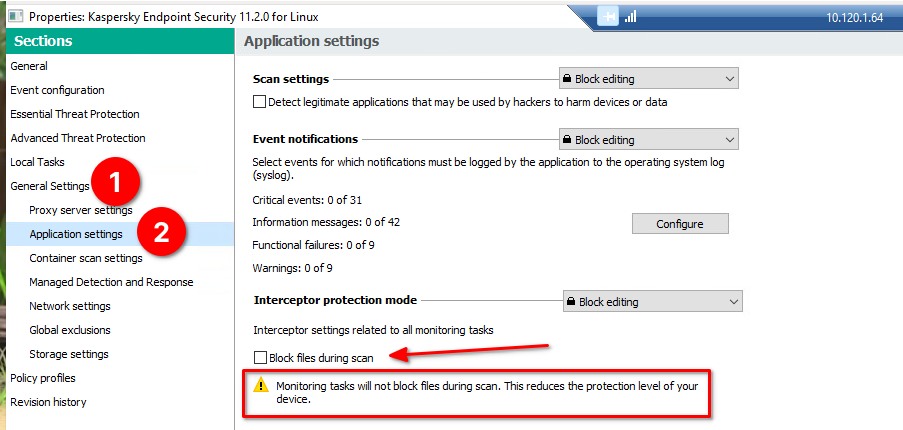 Properties: Kaspersky Endpoint Security 11.2.0 for Linux
10.120.1.64
Sections
General
Event configuration
Essential Threat Protection
Advanced Threat Protection
Local Tasks
General Settings
1
Proxy server settings
Application settings
2
Container scan settings
Managed Detection and Response
Network settings
Global exclusions
Storage settings
Policy profiles
Revision history
Application settings
Scan settings
Block editing
Detect legitimate applications that may be used by hackers to harm devices or data
Event notifications
Block editing
Select events for which notifications must be logged by the application to the operating system log
(syslog).
Critical events: 0 of 31
Information messages: 0 of 42
Configure
Functional failures: 0 of 9
Warnings: 0 of 9
Interceptor protection mode
Block editing
Interceptor settings related to all monitoring tasks
Block files during scan
Monitoring tasks will not block files during scan. This reduces the protection level of your
device.